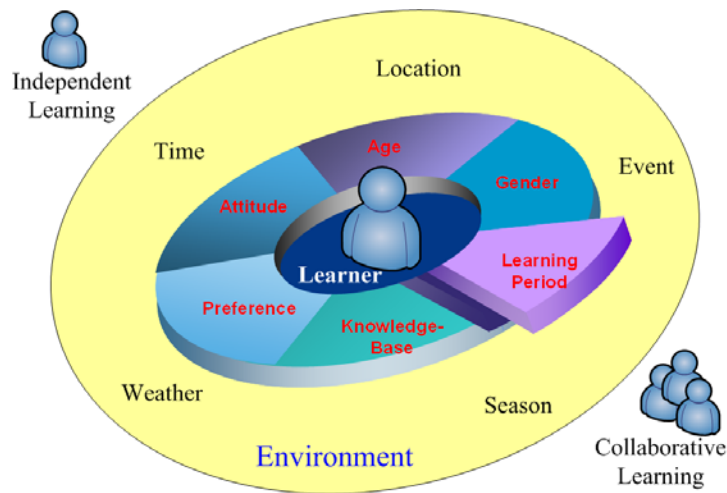 Independent
Learning
Location
Time
Age
Event
Gender
Attitude
Learner
Learning
Period
Preference
Knowledge-
Base
Weather
Season
Environment
Collaborative
Learning